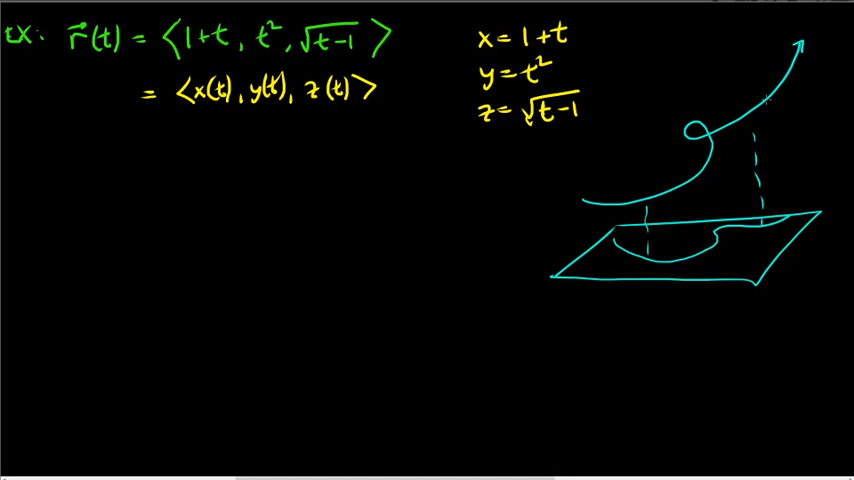 Ex: r⃗(t) = ⟨1+t, t², √(t-1)⟩
= ⟨x(t), y(t), z(t)⟩
x = 1+t
y = t²
z = √(t-1)